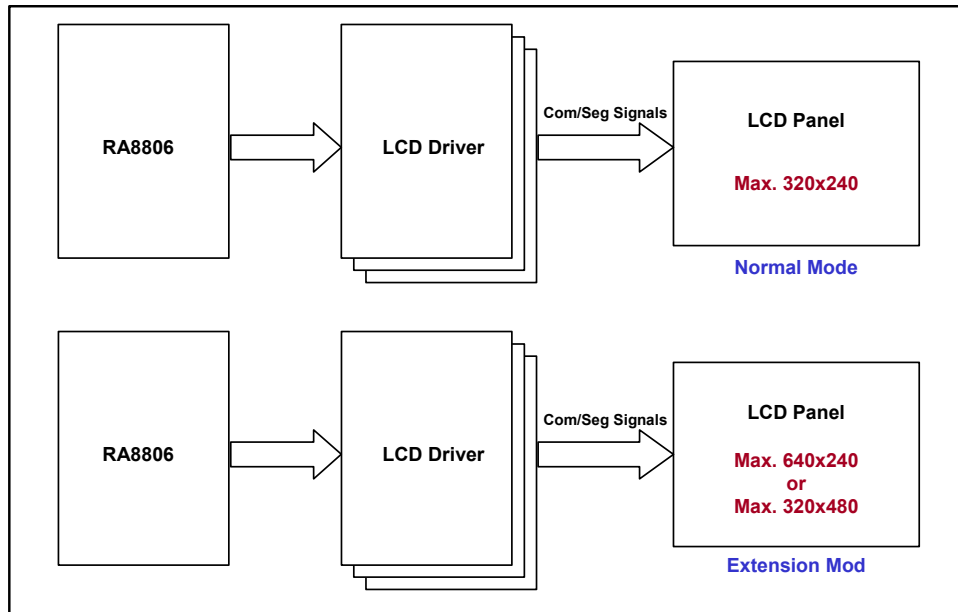 RA8806
LCD Driver
Com/Seg Signals
LCD Panel
Max. 320x240
Normal Mode
RA8806
LCD Driver
Com/Seg Signals
LCD Panel
Max. 640x240
or
Max. 320x480
Extension Mod